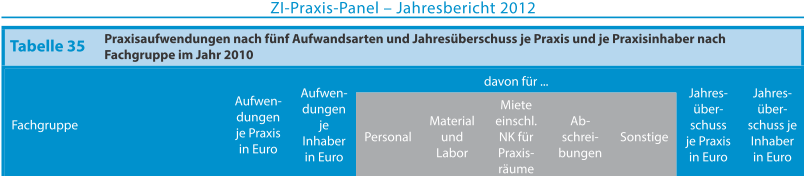 ZI-Praxis-Panel – Jahresbericht 2012
Tabelle 35
Praxisaufwendungen nach fünf Aufwandsarten und Jahresüberschuss je Praxis und je Praxisinhaber nach
Fachgruppe im Jahr 2010
Fachgruppe
Aufwen-
dungen
je Praxis
in Euro
Aufwen-
dungen
je
Inhaber
in Euro
davon für ...
Personal
Material
und
Labor
Miete
einschl.
NK für
Praxis-
räume
Ab-
schrei-
bungen
Sonstige
Jahres-
über-
schuss
je Praxis
in Euro
Jahres-
über-
schuss je
Inhaber
in Euro